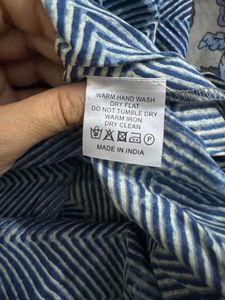 WARM HAND WASH
DRY FLAT
DO NOT TUMBLE DRY
WARM IRON
DRY CLEAN
P
MADE IN INDIA